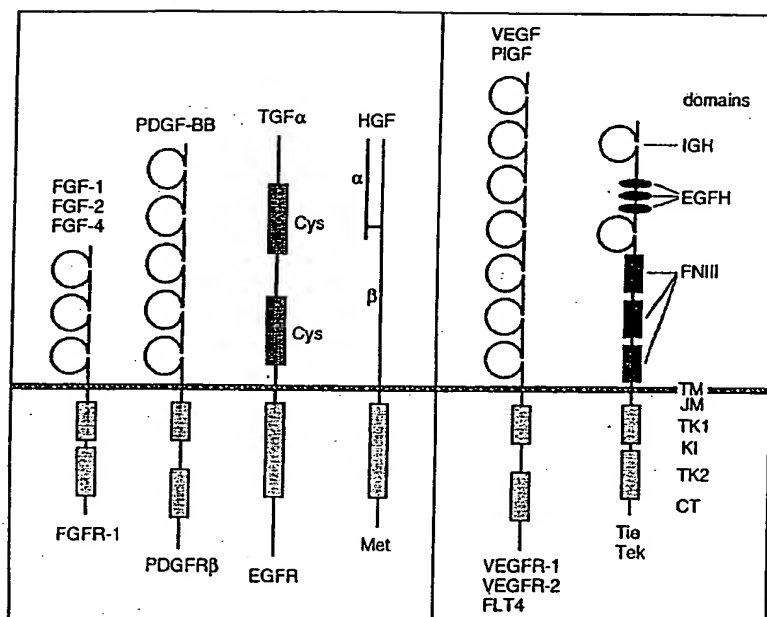 FGF-1
FGF-2
FGF-4
FGFR-1
PDGF-BB
PDGFRβ
TGFα
Cys
Cys
EGFR
HGF
α
β
Met
VEGF
PlGF
VEGFR-1
VEGFR-2
FLT4
domains
IGH
EGFH
FNIII
TM
JM
TK1
KI
TK2
CT
Tie
Tek